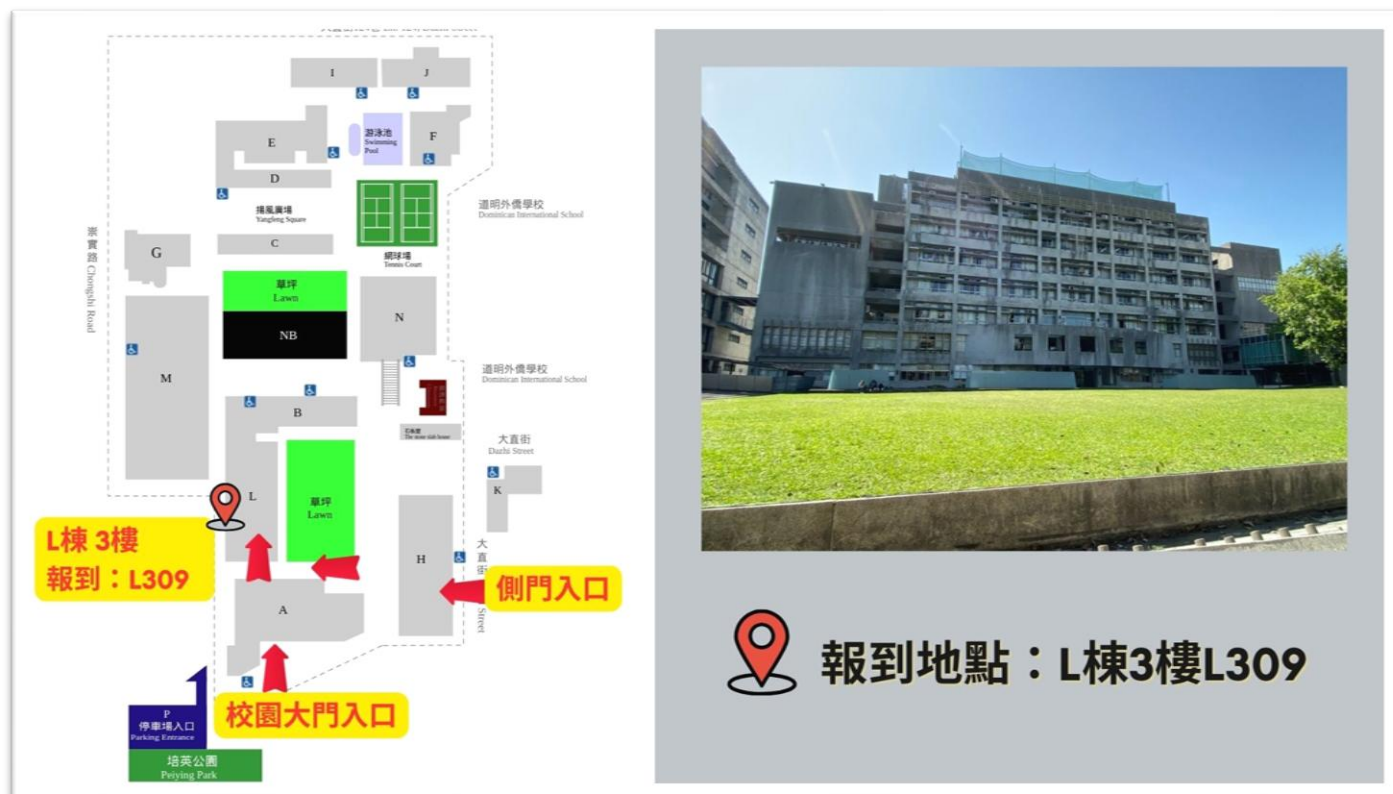 I
J
E
游泳池
Swimming
Pool
F
D
揚風廣場
Yangfeng Square
道明外僑學校
Dominican International School
崇實路 Chongshi Road
G
C
網球場
Tennis Court
草坪
Lawn
NB
N
M
道明外僑學校
Dominican International School
B
The stone slab house
大直街
Dazhi Street
K
L
草坪
Lawn
L棟 3樓
報到：L309
H
大直街
Street
側門入口
A
校園大門入口
P
停車場入口
Parking Entrance
培英公園
Peiying Park
報到地點：L棟3樓L309